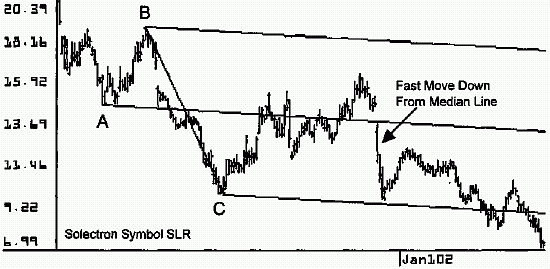 20.39
B
18.16
15.92
Fast Move Down
From Median Line
A
13.69
11.46
C
9.22
6.99
Solectron Symbol SLR
Jan102